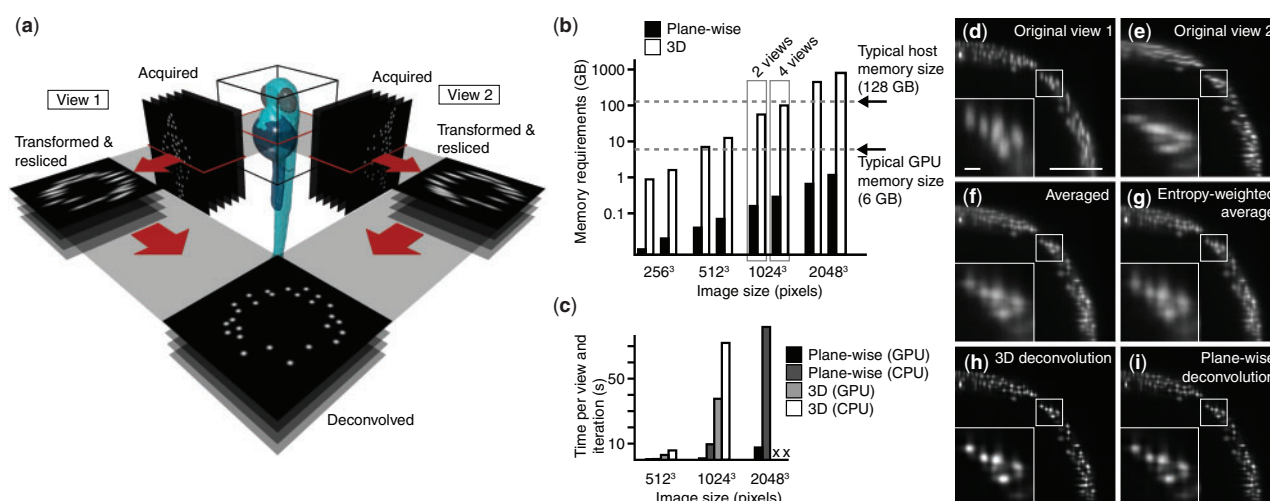 (a)
View 1
Acquired
Acquired
View 2
Transformed &
resliced
Transformed &
resliced
Deconvolved
(b)
Plane-wise
3D
Memory requirements (GB)
1000
100
10
1
0.1
2 views
4 views
Typical host
memory size
(128 GB)
Typical GPU
memory size
(6 GB)
256³
512³
1024³
2048³
Image size (pixels)
(c)
Time per view and
iteration (s)
50
10
Plane-wise (GPU)
Plane-wise (CPU)
3D (GPU)
3D (CPU)
x x
512³
1024³
2048³
Image size (pixels)
(d)
Original view 1
(e)
Original view 2
(f)
Averaged
(g)
Entropy-weighted
average
(h)
3D deconvolution
(i)
Plane-wise
deconvolution